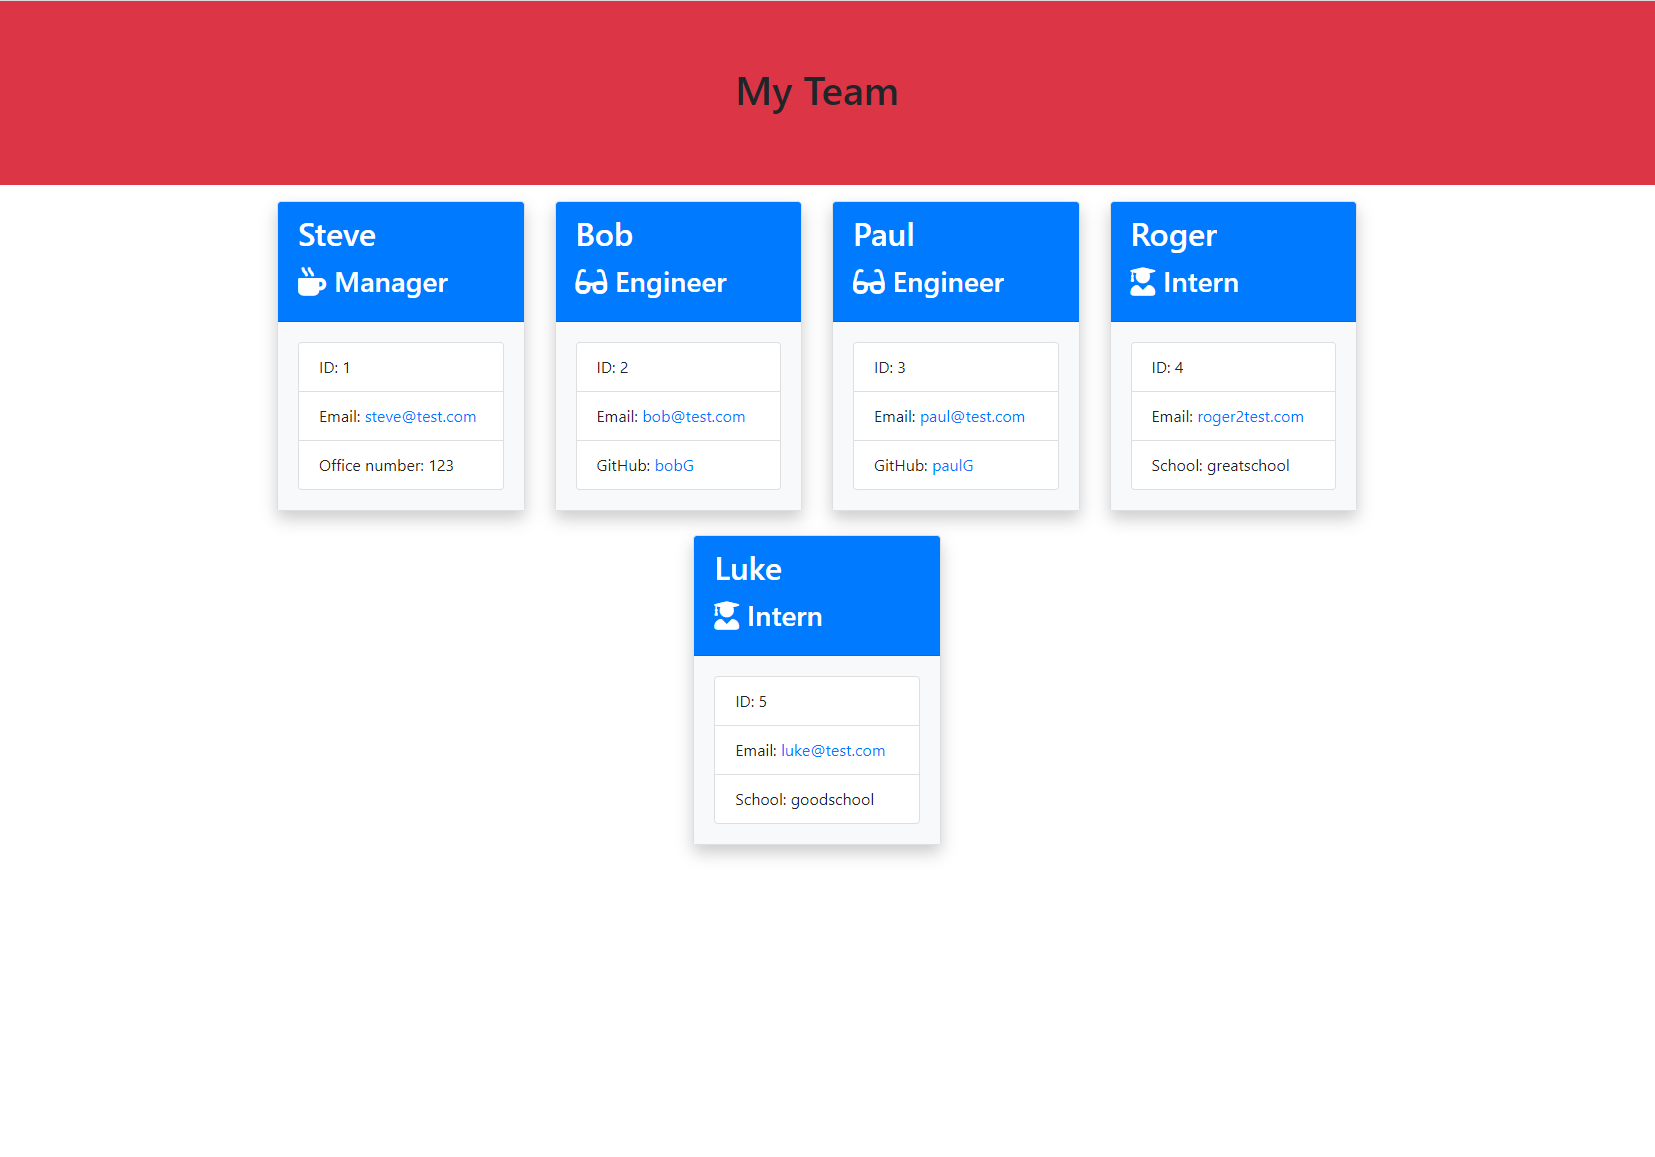 My Team
Steve
Manager
ID: 1
Email: steve@test.com
Office number: 123
Bob
Engineer
ID: 2
Email: bob@test.com
GitHub: bobG
Paul
Engineer
ID: 3
Email: paul@test.com
GitHub: paulG
Roger
Intern
ID: 4
Email: roger2test.com
School: greatschool
Luke
Intern
ID: 5
Email: luke@test.com
School: goodschool